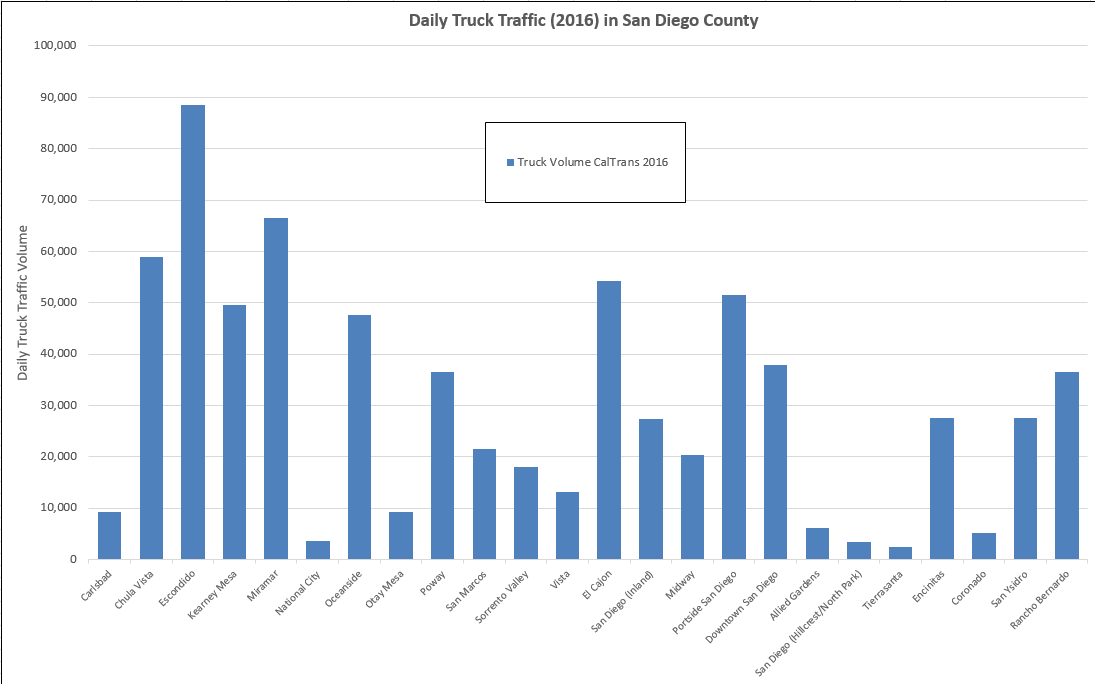 Daily Truck Traffic (2016) in San Diego County
100,000
90,000
80,000
70,000
60,000
50,000
40,000
30,000
20,000
10,000
0
Daily Truck Traffic Volume
Truck Volume CalTrans 2016
Carlsbad
Chula Vista
Escondido
Kearney Mesa
Miramar
National City
Oceanside
Otay Mesa
Poway
San Marcos
Sorrento Valley
Vista
El Cajon
San Diego (Inland)
Midway
Portside San Diego
Downtown San Diego
Allied Gardens
San Diego (Hillcrest/North Park)
Tierrasanta
Encinitas
Coronado
San Ysidro
Rancho Bernardo